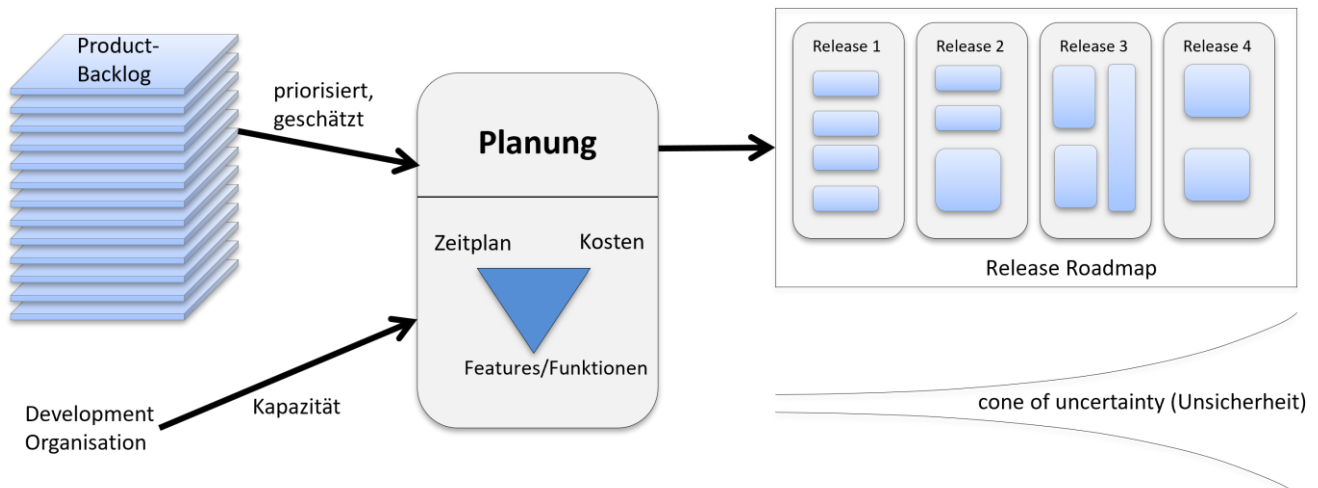 Product-
Backlog
priorisiert,
geschätzt
Planung
Zeitplan
Kosten
Features/Funktionen
Development
Organisation
Kapazität
Release 1
Release 2
Release 3
Release 4
Release Roadmap
cone of uncertainty (Unsicherheit)